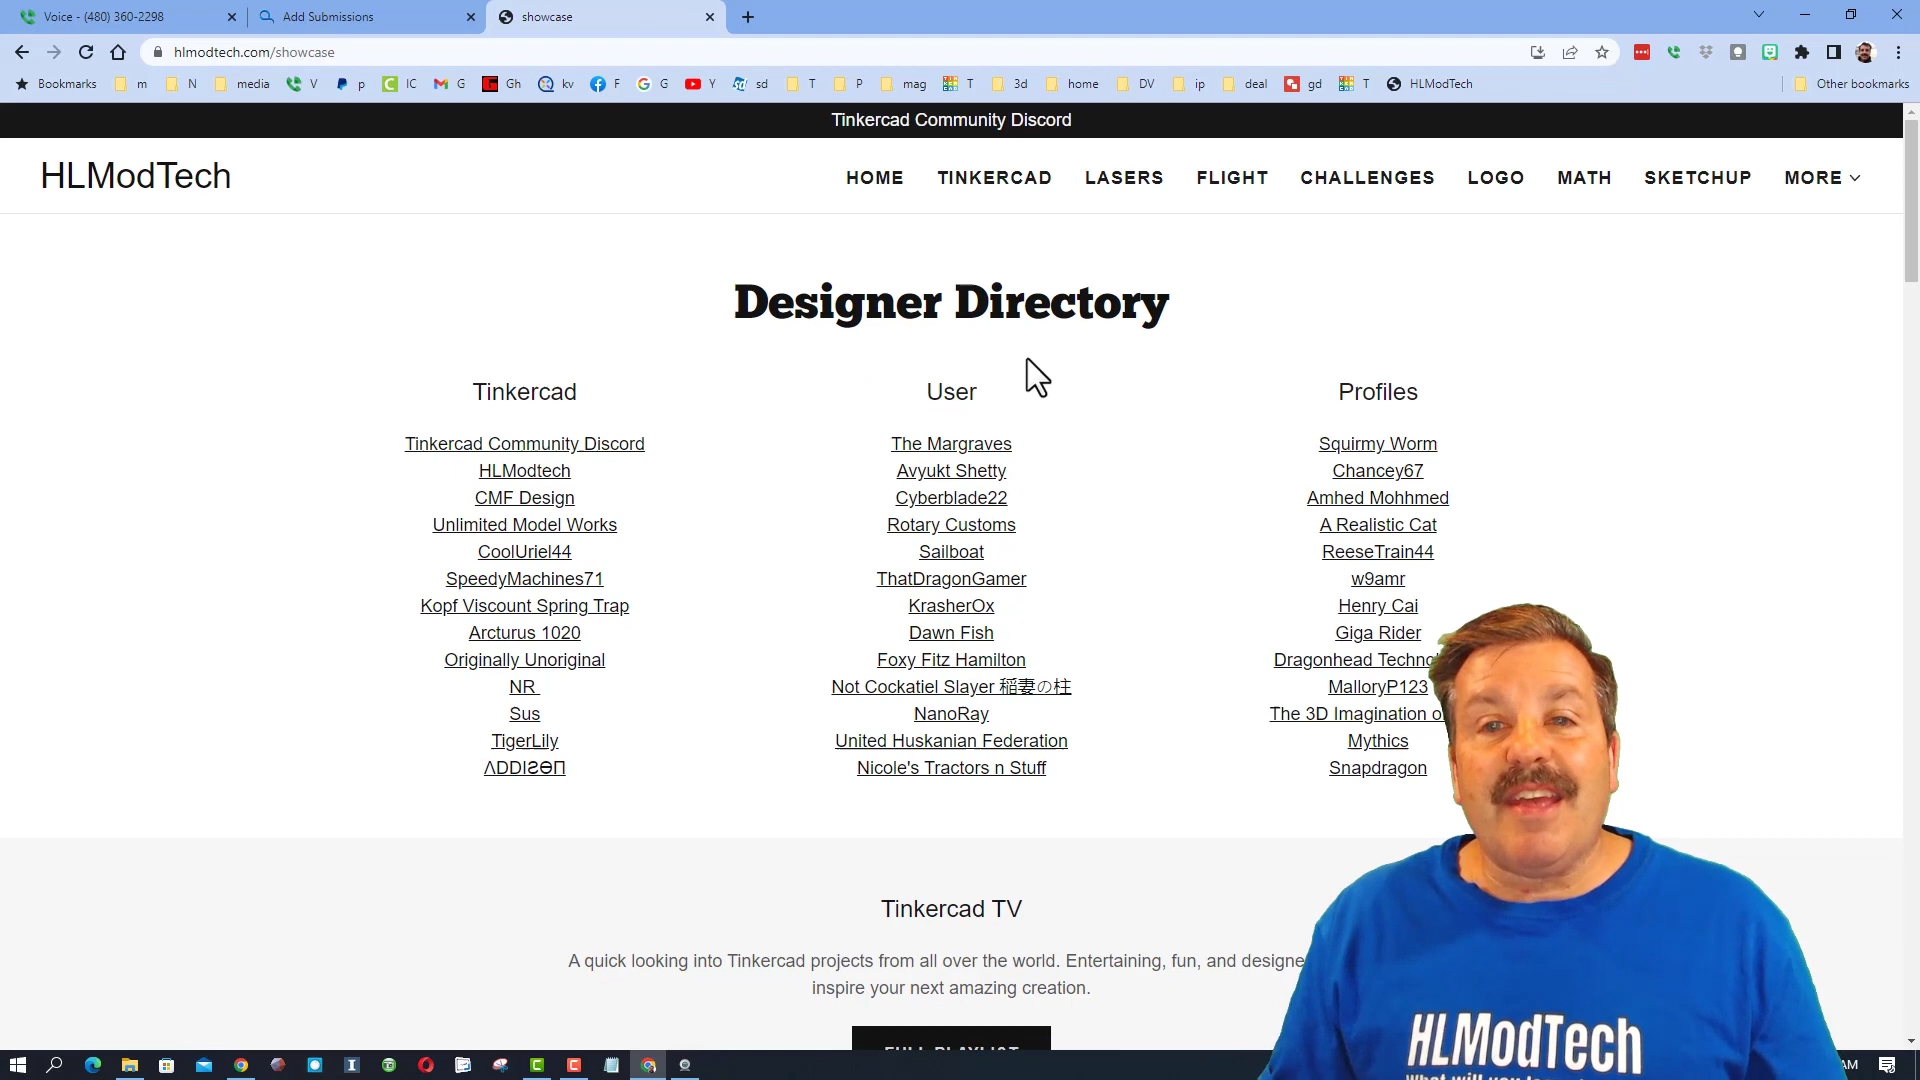 Voice - (480) 360-2298
Add Submissions
showcase
hlmodtech.com/showcase
Bookmarks m N media V p IC G Gh kv F G Y sd T P mag T 3d home DV ip deal gd T HLModTech Other bookmarks
Tinkercad Community Discord
HLModTech
HOME TINKERCAD LASERS FLIGHT CHALLENGES LOGO MATH SKETCHUP MORE
Designer Directory
Tinkercad
Tinkercad Community Discord
HLModtech
CMF Design
Unlimited Model Works
CoolUriel44
SpeedyMachines71
Kopf Viscount Spring Trap
Arcturus 1020
Originally Unoriginal
NR
Sus
TigerLily
ΛDDIƧӨП
User
The Margraves
Avyukt Shetty
Cyberblade22
Rotary Customs
Sailboat
ThatDragonGamer
KrasherOx
Dawn Fish
Foxy Fitz Hamilton
Not Cockatiel Slayer 稲妻の柱
NanoRay
United Huskanian Federation
Nicole's Tractors n Stuff
Profiles
Squirmy Worm
Chancey67
Amhed Mohhmed
A Realistic Cat
ReeseTrain44
w9amr
Henry Cai
Giga Rider
Dragonhead
MalloryP123
The 3D Imagination
Mythics
Snapdragon
Tinkercad TV
A quick looking into Tinkercad projects from all over the world. Entertaining, fun, and designe
inspire your next amazing creation.
HLModTech
AM